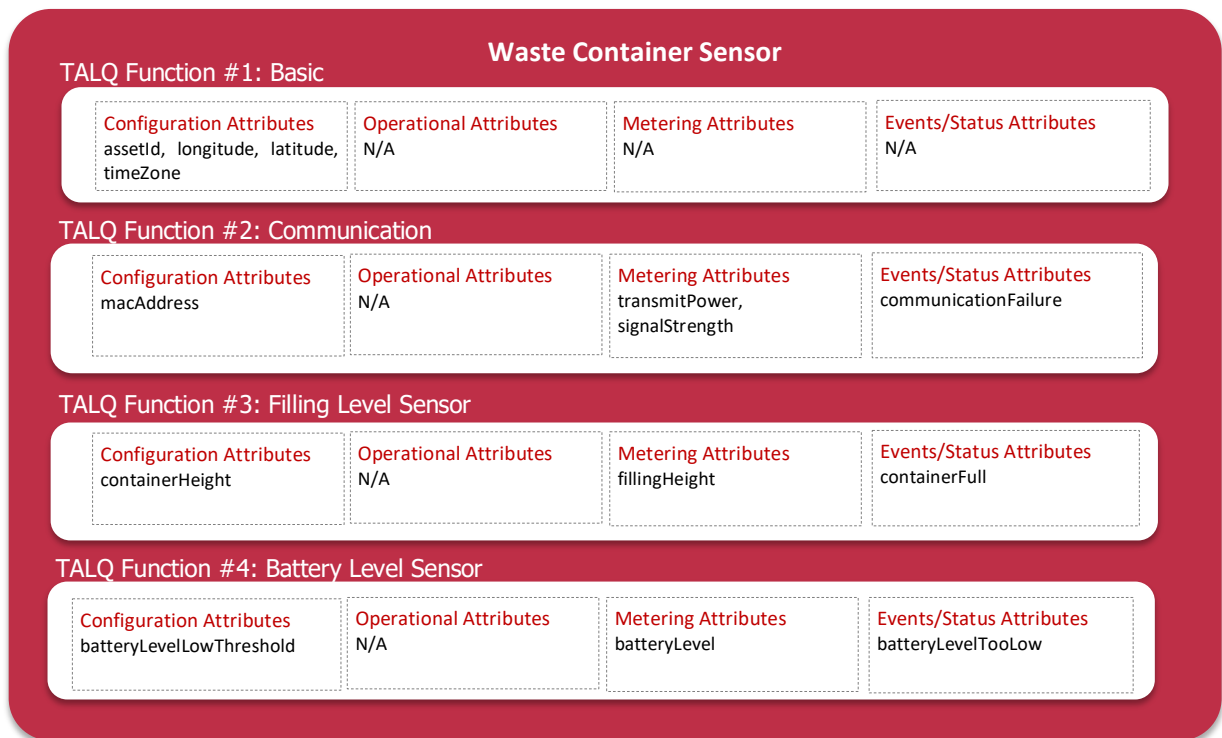 Waste Container Sensor
TALQ Function #1: Basic
Configuration Attributes
assetId, longitude, latitude,
timeZone
Operational Attributes
N/A
Metering Attributes
N/A
Events/Status Attributes
N/A
TALQ Function #2: Communication
Configuration Attributes
macAddress
Operational Attributes
N/A
Metering Attributes
transmitPower,
signalStrength
Events/Status Attributes
communicationFailure
TALQ Function #3: Filling Level Sensor
Configuration Attributes
containerHeight
Operational Attributes
N/A
Metering Attributes
fillingHeight
Events/Status Attributes
containerFull
TALQ Function #4: Battery Level Sensor
Configuration Attributes
batteryLevelLowThreshold
Operational Attributes
N/A
Metering Attributes
batteryLevel
Events/Status Attributes
batteryLevelTooLow